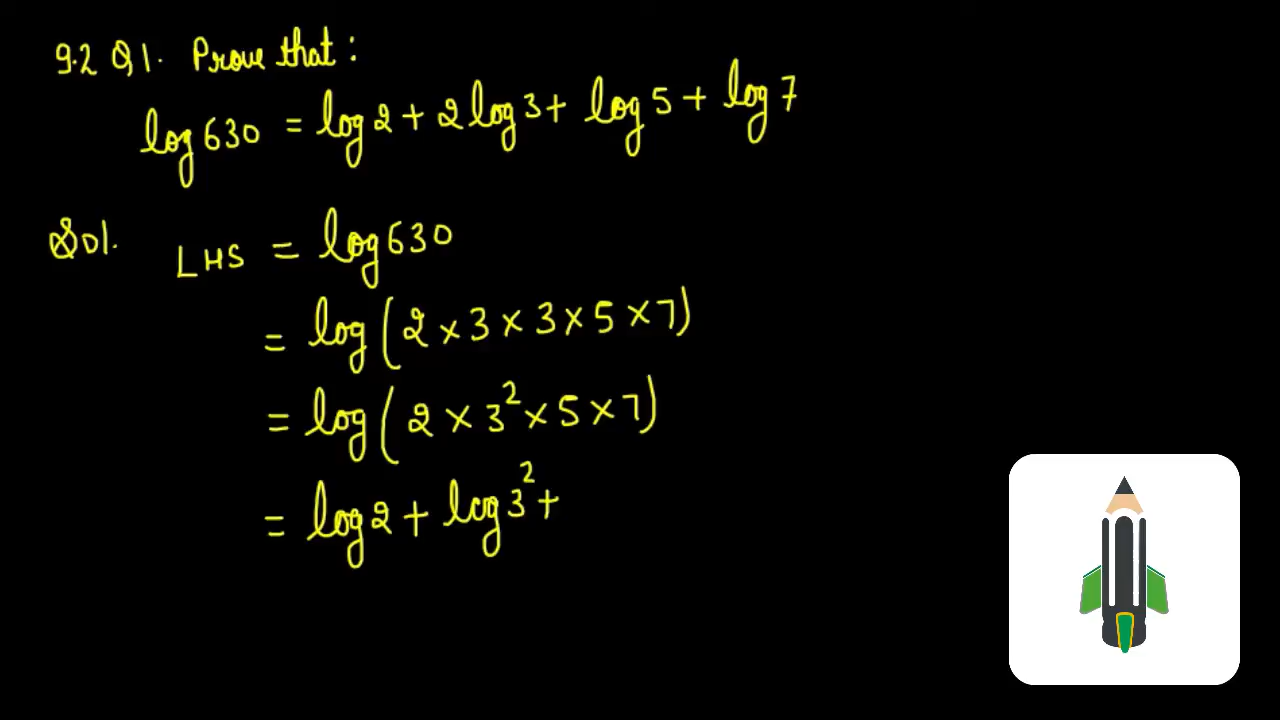 9.2 Q1. Prove that:
log 630 = log 2 + 2 log 3 + log 5 + log 7
Sol. LHS = log 630
= log (2 × 3 × 3 × 5 × 7)
= log (2 × 3² × 5 × 7)
= log 2 + log 3² +